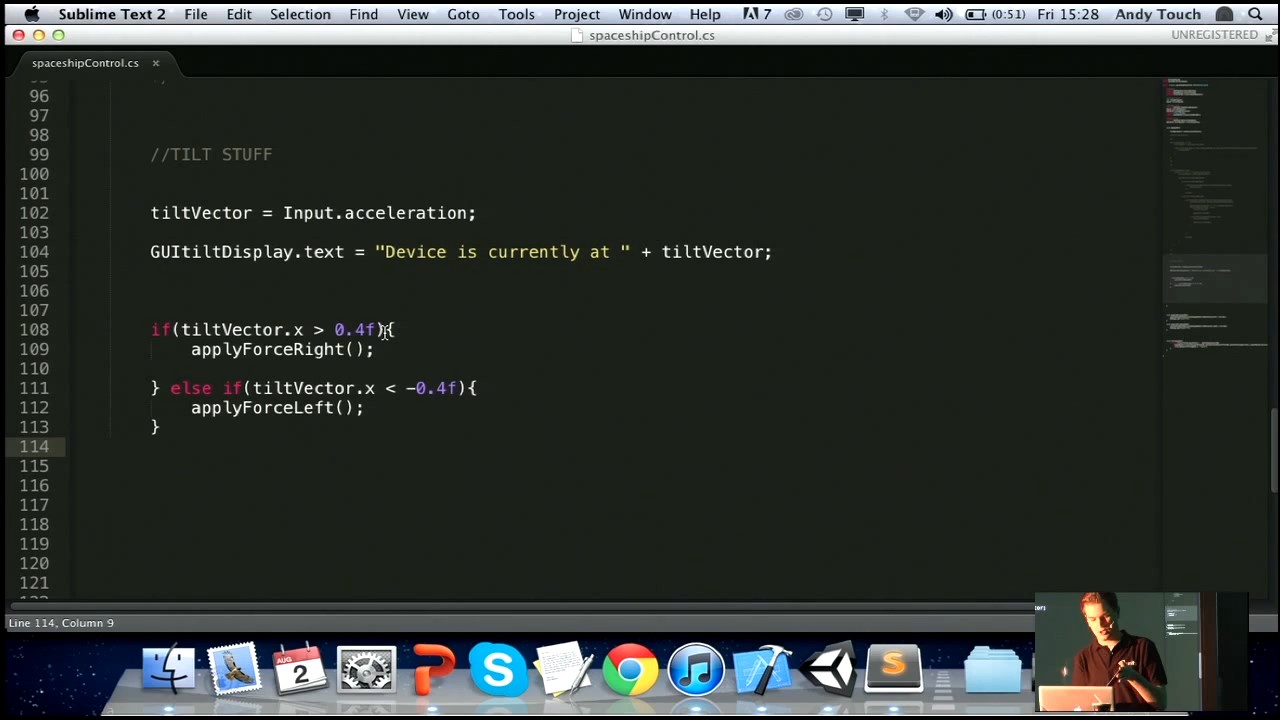 Sublime Text 2 File Edit Selection Find View Goto Tools Project Window Help 7 (0:51) Fri 15:28 Andy Touch
spaceshipControl.cs UNREGISTERED
spaceshipControl.cs ×
96
97
98
99 //TILT STUFF
100
101
102 tiltVector = Input.acceleration;
103
104 GUItiltDisplay.text = "Device is currently at " + tiltVector;
105
106
107
108 if(tiltVector.x > 0.4f){
109 applyForceRight();
110
111 } else if(tiltVector.x < -0.4f){
112 applyForceLeft();
113 }
114
115
116
117
118
119
120
121
Line 114, Column 9
AUG
2